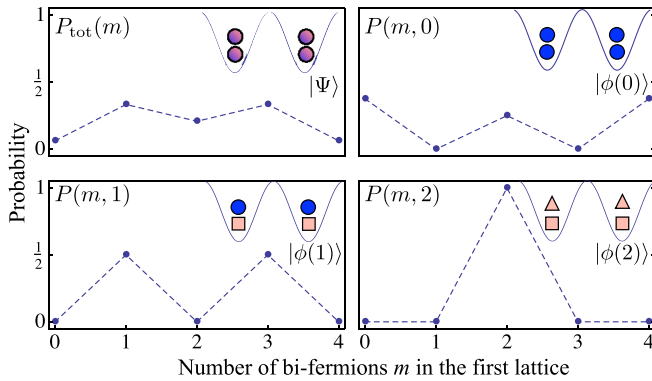 1 P_tot(m) P(m, 0)
1/2 |Ψ⟩ |ϕ(0)⟩
0
Probability
1 P(m, 1) P(m, 2)
1/2 |ϕ(1)⟩ |ϕ(2)⟩
0
0 1 2 3 4 0 1 2 3 4
Number of bi-fermions m in the first lattice